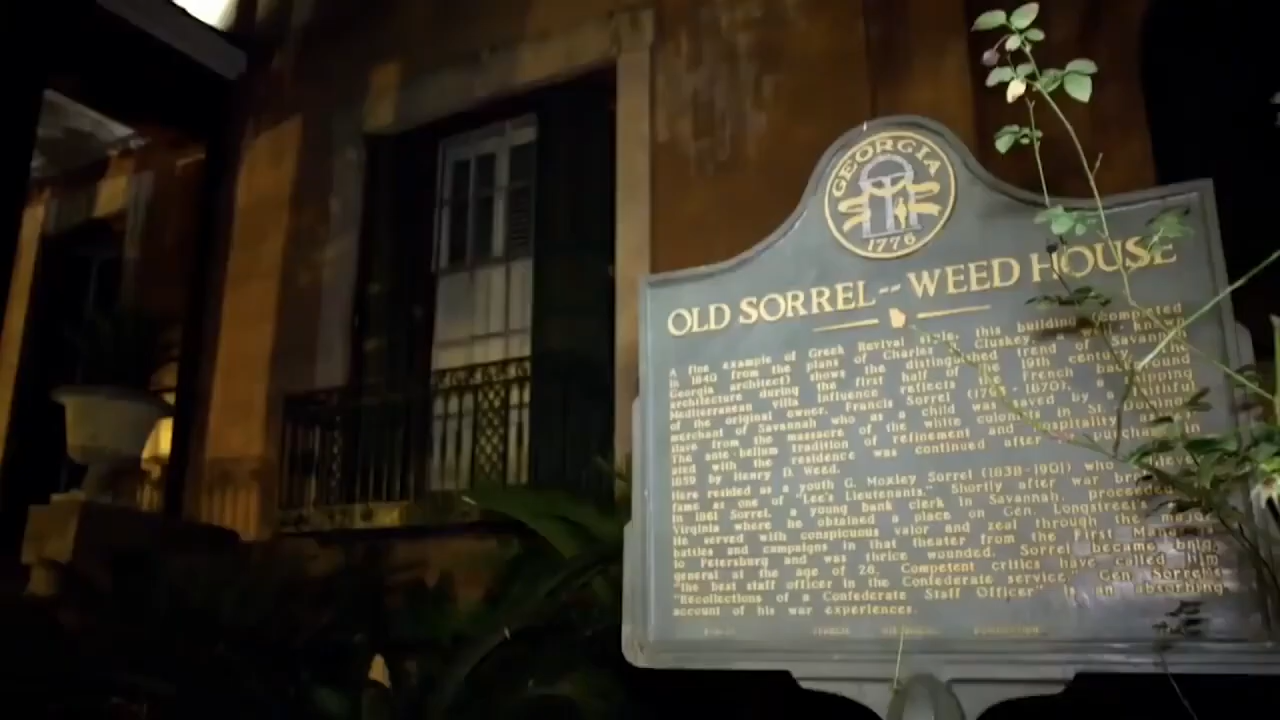 GEORGIA
1776
OLD SORREL-- WEED HOUSE
A fine example of Greek Revival style, this building (completed
in 1840 from the plans of Charles Cluskey, a well-known
Georgia architect) shows the distinguished trend of Savannah
architecture during the first half of the 19th century. The
Mediterranean villa influence reflects the French background
of the original owner, Francis Sorrel (179 -1870), a shipping
merchant of Savannah who as a child was saved by a faithful
slave from the massacre of the white colonists in St. Domingo.
The ante-bellum tradition of refinement and hospitality associ-
ated with the residence was continued after purchase in
1859 by Henry D. Weed.
Here resided as a youth G. Moxley Sorrel (1838-1901) who achieved
fame as one of "Lee's Lieutenants." Shortly after war broke
in 1861 Sorrel, a young bank clerk in Savannah, proceeded
Virginia where he obtained a place on Gen. Longstreet's
He served with conspicuous valor and zeal through the major
battles and campaigns in that theater from the First Manassas
to Petersburg and was thrice wounded. Sorrel became brig.
general at the age of 26. Competent critics have called him
"the best staff officer in the Confederate service." Gen. Sorrel's
"Recollections of a Confederate Staff Officer" is an absorbing
account of his war experiences.